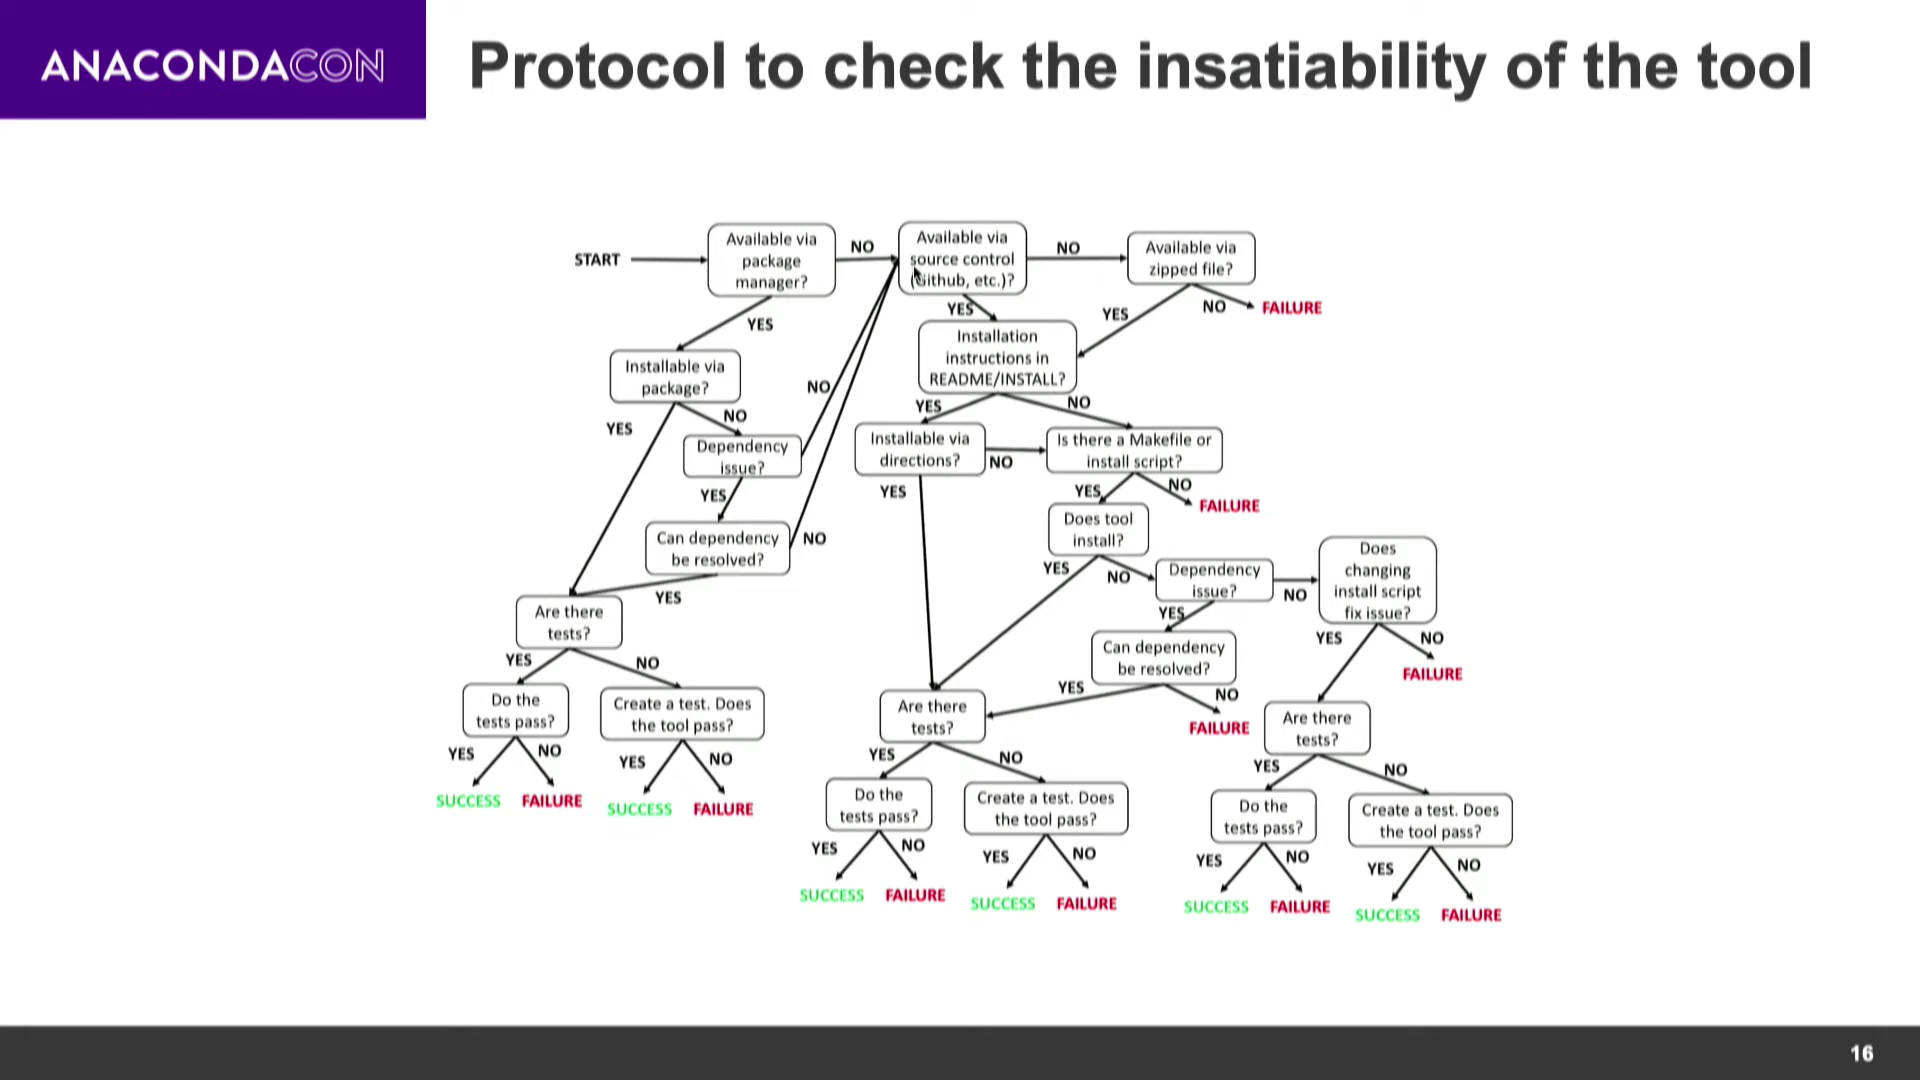 ANACONDACON
Protocol to check the insatiability of the tool
START
Available via
package
manager?
NO
Available via
source control
(Github, etc.)?
NO
Available via
zipped file?
YES
YES
YES
NO
FAILURE
Installable via
package?
NO
Installation
instructions in
README/INSTALL?
YES
NO
YES
NO
Dependency
issue?
Installable via
directions?
NO
Is there a Makefile or
install script?
YES
YES
YES
NO
FAILURE
Can dependency
be resolved?
NO
Does tool
install?
YES
YES
NO
Dependency
issue?
NO
Does
changing
install script
fix issue?
Are there
tests?
YES
YES
NO
FAILURE
Can dependency
be resolved?
YES
NO
YES
NO
FAILURE
Do the
tests pass?
Create a test. Does
the tool pass?
Are there
tests?
Are there
tests?
YES
NO
YES
NO
YES
NO
YES
NO
SUCCESS
FAILURE
SUCCESS
FAILURE
Do the
tests pass?
Create a test. Does
the tool pass?
Do the
tests pass?
Create a test. Does
the tool pass?
YES
NO
YES
NO
YES
NO
YES
NO
SUCCESS
FAILURE
SUCCESS
FAILURE
SUCCESS
FAILURE
SUCCESS
FAILURE
16